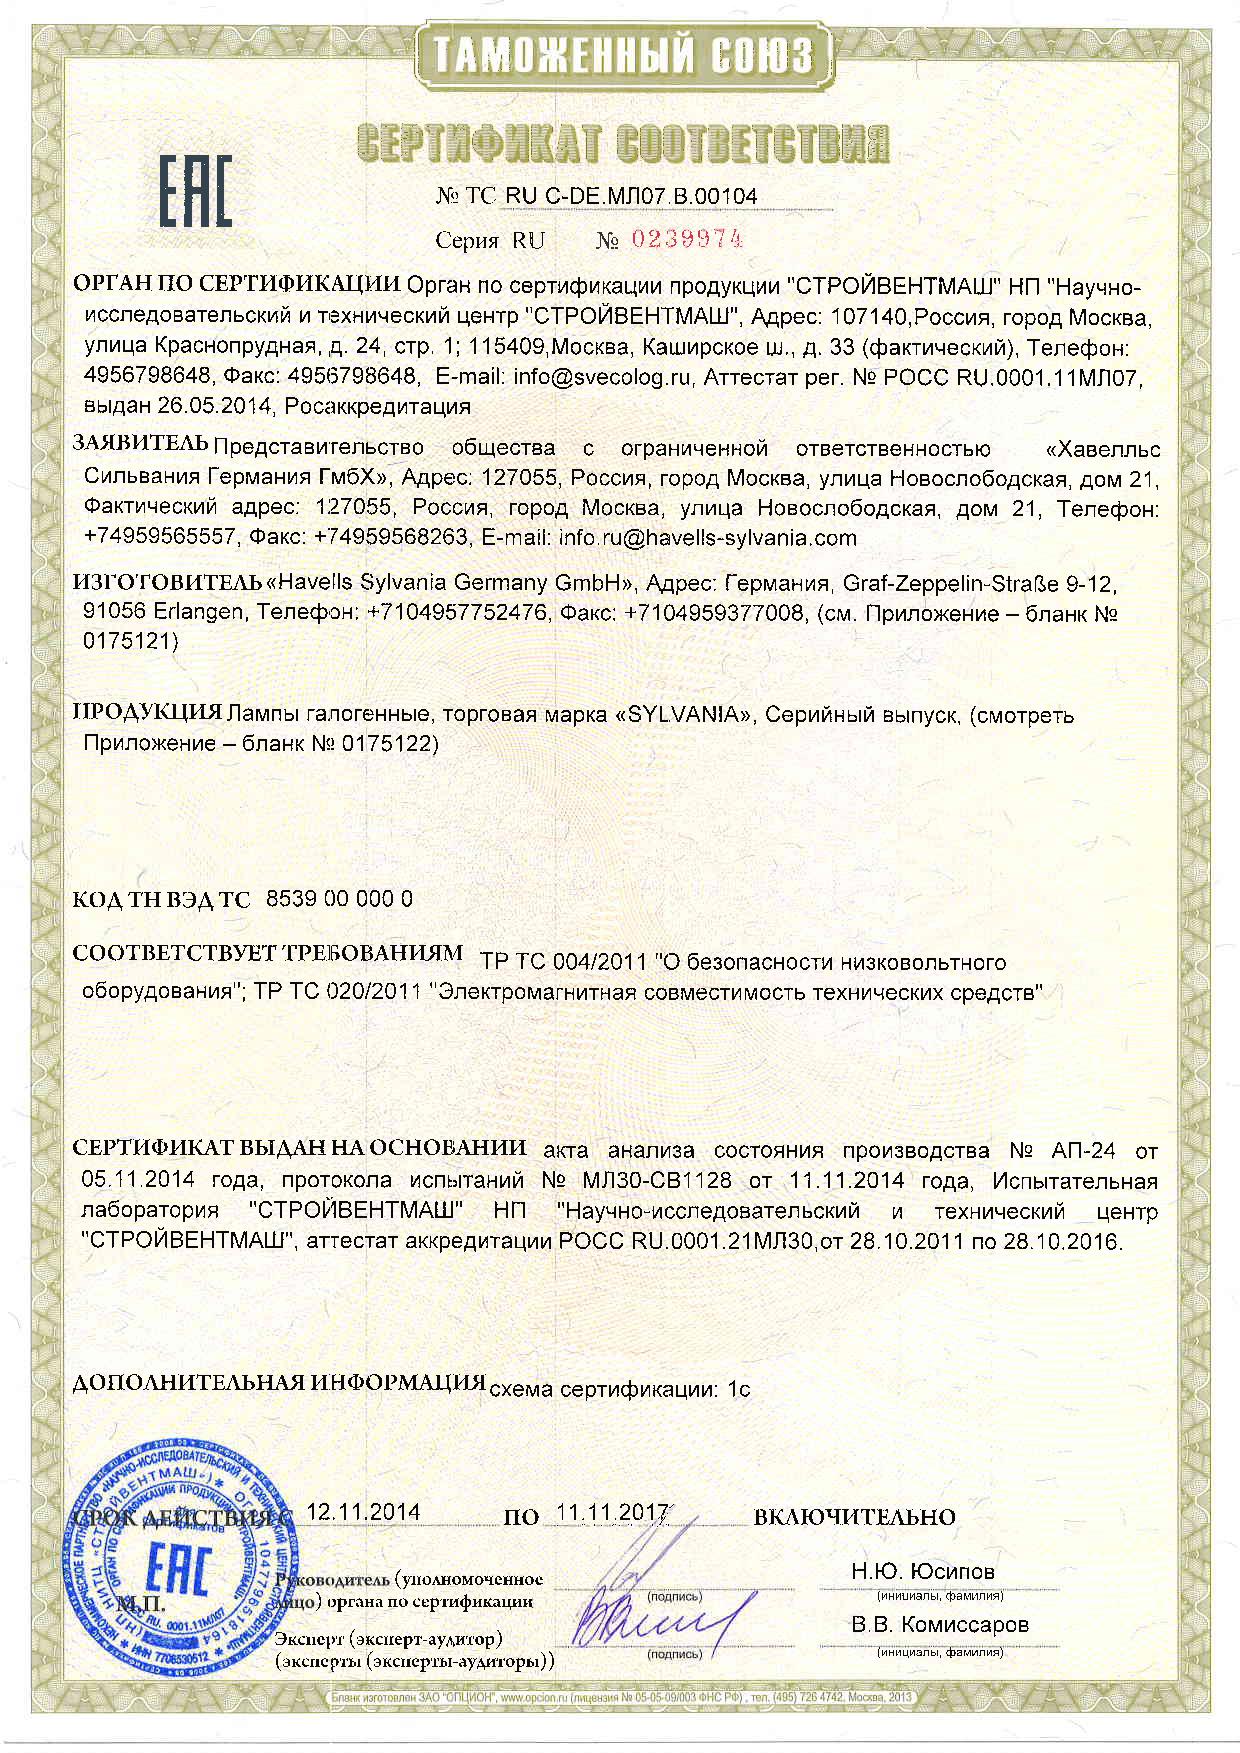 ТАМОЖЕННЫЙ СОЮЗ
СЕРТИФИКАТ СООТВЕТСТВИЯ
ЕАС
№ ТС RU C-DE.МЛ07.В.00104
Серия RU № 0239974
ОРГАН ПО СЕРТИФИКАЦИИ Орган по сертификации продукции "СТРОЙВЕНТМАШ" НП "Научно-
исследовательский и технический центр "СТРОЙВЕНТМАШ", Адрес: 107140,Россия, город Москва,
улица Краснопрудная, д. 24, стр. 1; 115409,Москва, Каширское ш., д. 33 (фактический), Телефон:
4956798648, Факс: 4956798648, E-mail: info@svecolog.ru, Аттестат рег. № РОСС RU.0001.11МЛ07,
выдан 26.05.2014, Росаккредитация
ЗАЯВИТЕЛЬ Представительство общества с ограниченной ответственностью «Хавелльс
Сильвания Германия ГмбХ», Адрес: 127055, Россия, город Москва, улица Новослободская, дом 21,
Фактический адрес: 127055, Россия, город Москва, улица Новослободская, дом 21, Телефон:
+74959565557, Факс: +74959568263, E-mail: info.ru@havells-sylvania.com
ИЗГОТОВИТЕЛЬ «Havells Sylvania Germany GmbH», Адрес: Германия, Graf-Zeppelin-Straße 9-12,
91056 Erlangen, Телефон: +7104957752476, Факс: +7104959377008, (см. Приложение – бланк №
0175121)
ПРОДУКЦИЯ Лампы галогенные, торговая марка «SYLVANIA», Серийный выпуск, (смотреть
Приложение – бланк № 0175122)
КОД ТН ВЭД ТС 8539 00 000 0
СООТВЕТСТВУЕТ ТРЕБОВАНИЯМ ТР ТС 004/2011 "О безопасности низковольтного
оборудования"; ТР ТС 020/2011 "Электромагнитная совместимость технических средств"
СЕРТИФИКАТ ВЫДАН НА ОСНОВАНИИ акта анализа состояния производства № АП-24 от
05.11.2014 года, протокола испытаний № МЛ30-СВ1128 от 11.11.2014 года, Испытательная
лаборатория "СТРОЙВЕНТМАШ" НП "Научно-исследовательский и технический центр
"СТРОЙВЕНТМАШ", аттестат аккредитации РОСС RU.0001.21МЛ30,от 28.10.2011 по 28.10.2016.
ДОПОЛНИТЕЛЬНАЯ ИНФОРМАЦИЯ схема сертификации: 1с
СРОК ДЕЙСТВИЯ С 12.11.2014 ПО 11.11.2017 ВКЛЮЧИТЕЛЬНО
ЕАС
М.П.
Руководитель (уполномоченное
лицо) органа по сертификации
(подпись)
Н.Ю. Юсипов
(инициалы, фамилия)
Эксперт (эксперт-аудитор)
(эксперты (эксперты-аудиторы))
(подпись)
В.В. Комиссаров
(инициалы, фамилия)
Бланк изготовлен ЗАО "ОПЦИОН", www.opcion.ru (лицензия № 05-05-09/003 ФНС РФ) , тел. (495) 726 4742, Москва, 2013